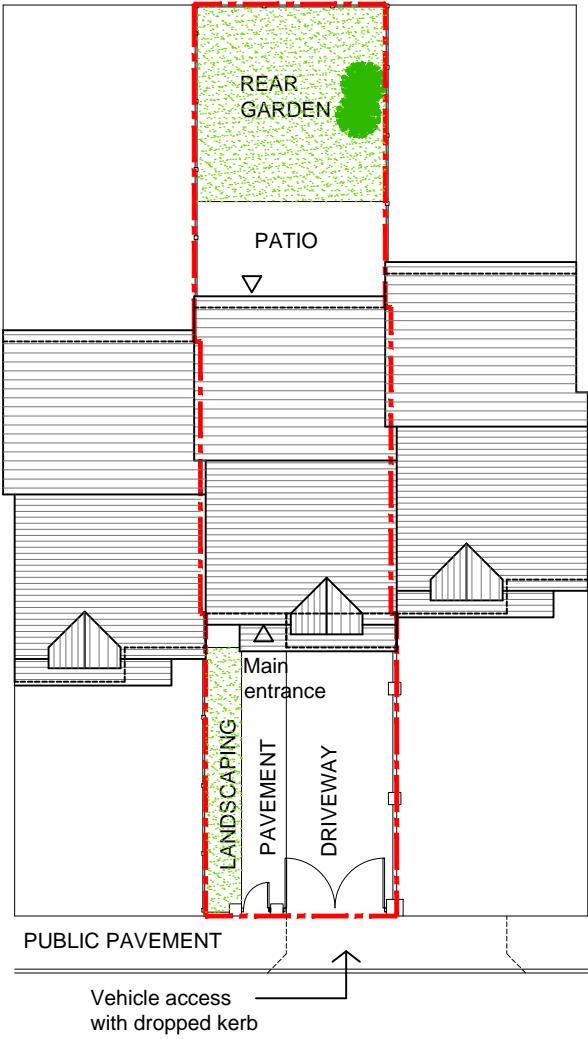 REAR
GARDEN
PATIO
Main
entrance
LANDSCAPING
PAVEMENT
DRIVEWAY
PUBLIC PAVEMENT
Vehicle access
with dropped kerb